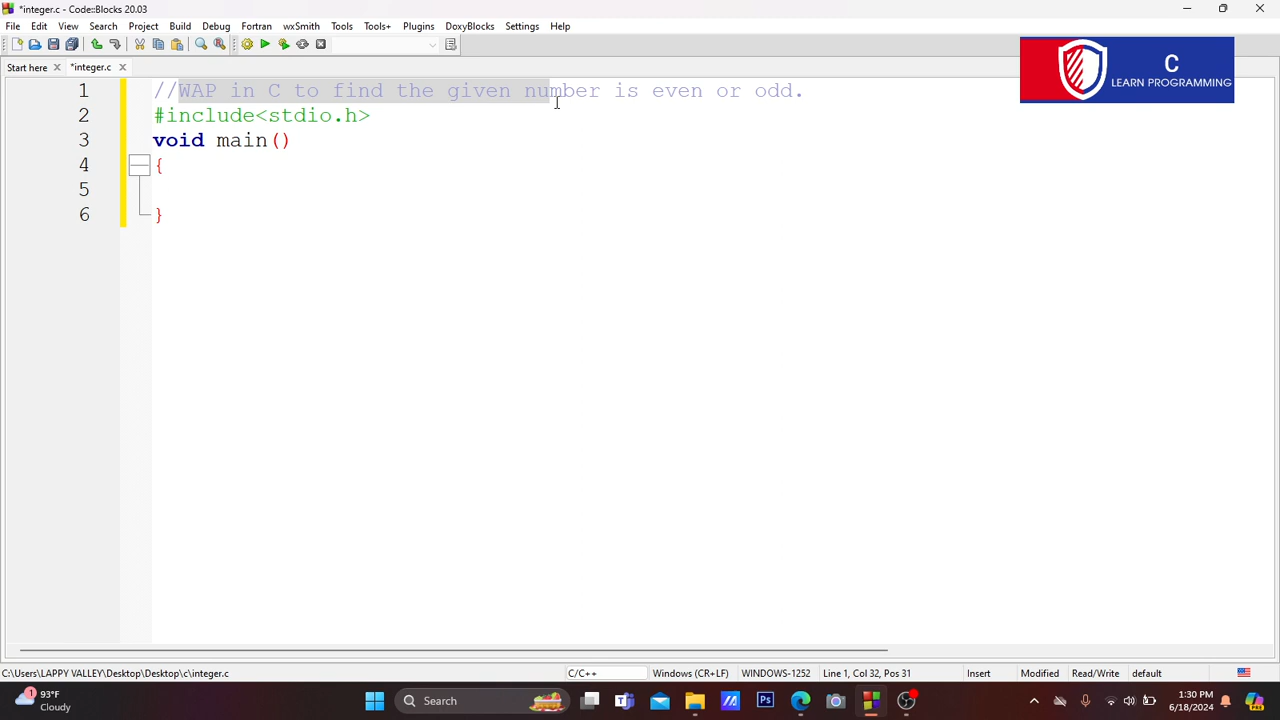 *integer.c - Code::Blocks 20.03
File Edit View Search Project Build Debug Fortran wxSmith Tools Tools+ Plugins DoxyBlocks Settings Help
Start here *integer.c
C
LEARN PROGRAMMING
1 //WAP in C to find the given number is even or odd.
2 #include<stdio.h>
3 void main()
4 {
5
6 }
C:\Users\LAPPY VALLEY\Desktop\Desktop\c\integer.c C/C++ Windows (CR+LF) WINDOWS-1252 Line 1, Col 32, Pos 31 Insert Modified Read/Write default
93°F
Cloudy
Search
1:30 PM
6/18/2024